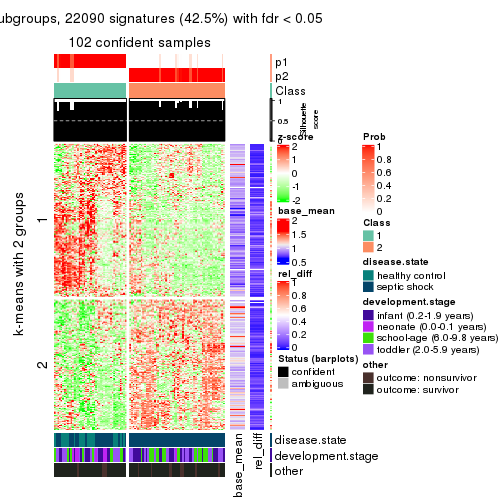 ubgroups, 22090 signatures (42.5%) with fdr < 0.05
102 confident samples
p1
p2
Class
1
0.5
0
Silhouette
score
k-means with 2 groups
1
2
z-score
2
1
0
-1
-2
base_mean
2
1.5
1
0.5
rel_diff
1
0.8
0.6
0.4
0.2
0
Status (barplots)
confident
ambiguous
Prob
1
0.8
0.6
0.4
0.2
0
Class
1
2
disease.state
healthy control
septic shock
development.stage
infant (0.2-1.9 years)
neonate (0.0-0.1 years)
school-age (6.0-9.8 years)
toddler (2.0-5.9 years)
other
outcome: nonsurvivor
outcome: survivor
disease.state
development.stage
other
base_mean
rel_diff